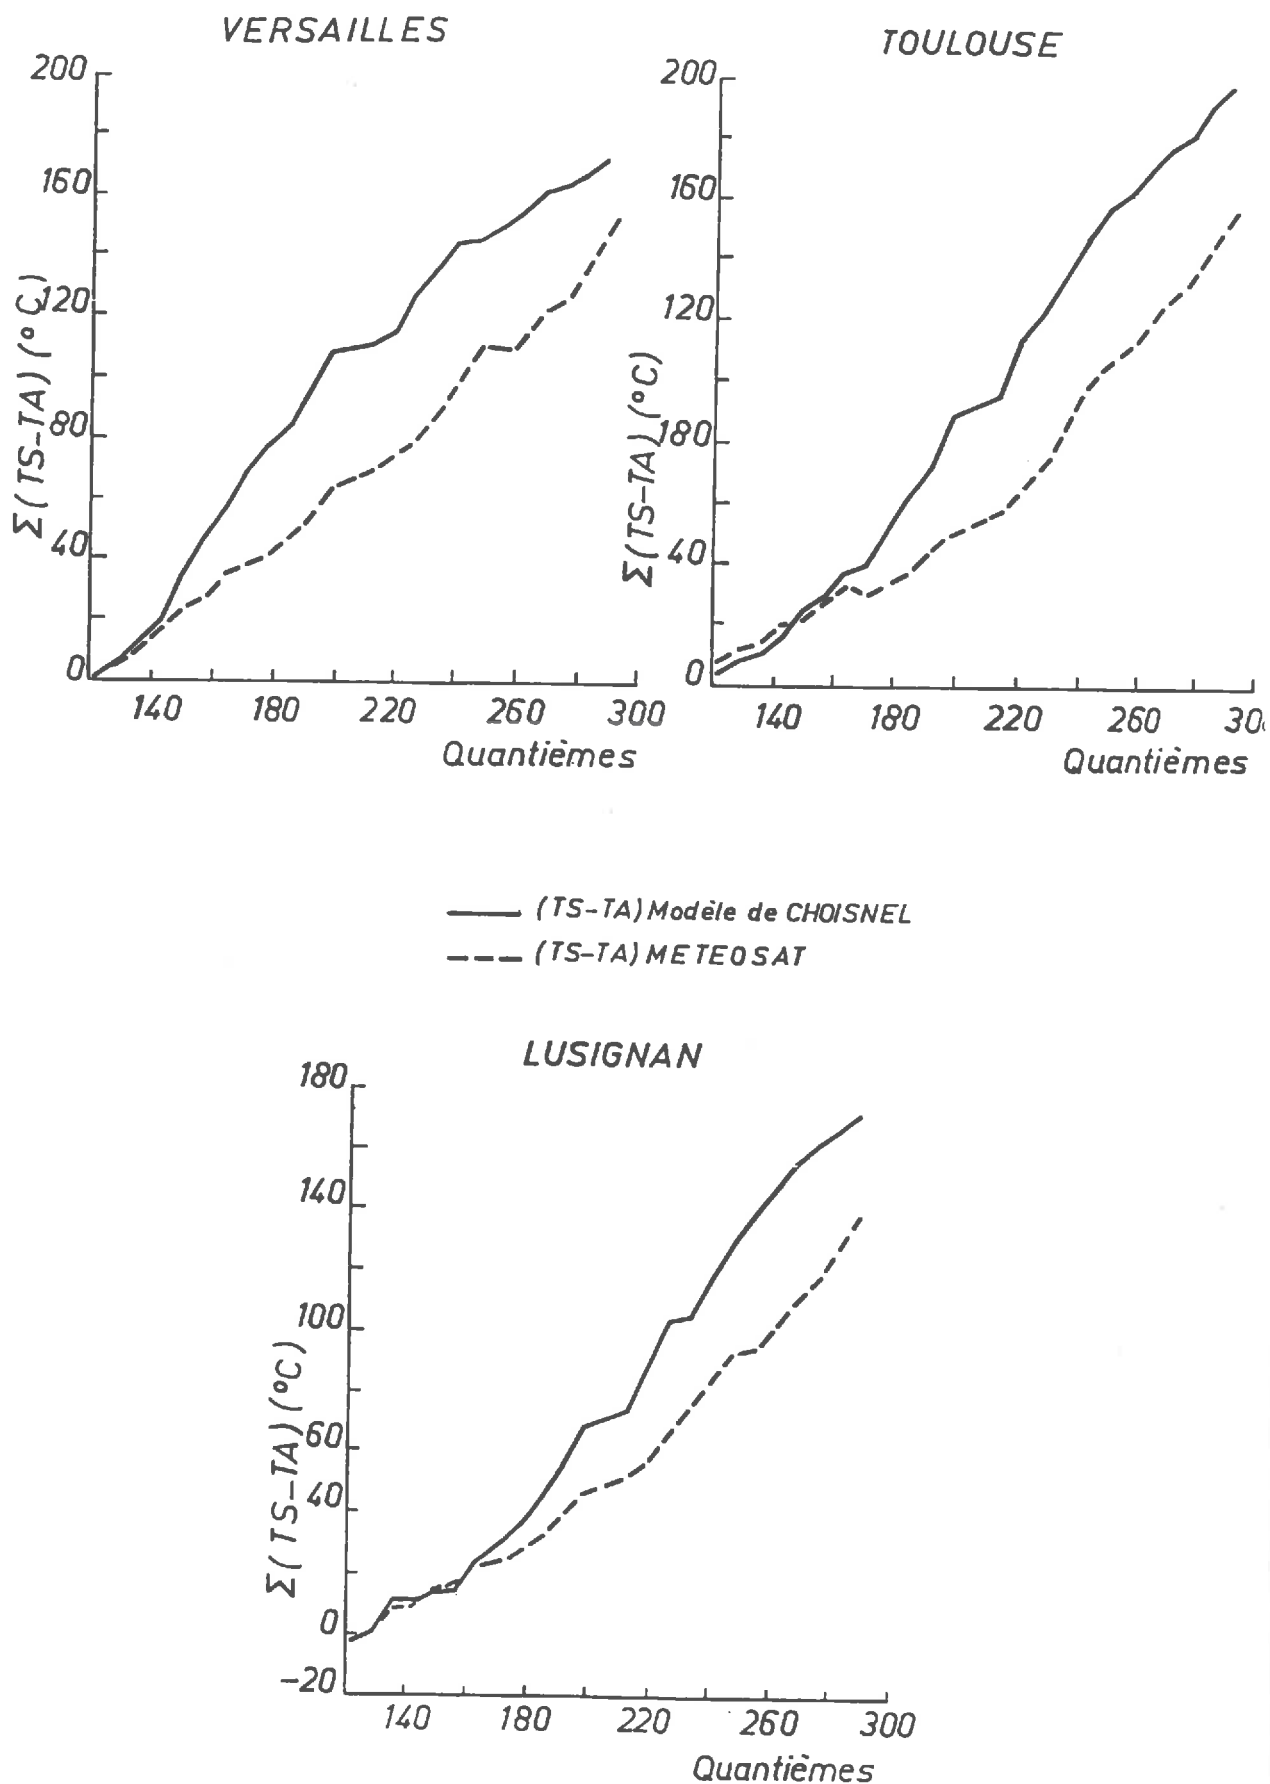 VERSAILLES
200
160
120
80
40
0
140 180 220 260 300
Quantièmes
Σ(TS-TA) (°C)
TOULOUSE
200
160
120
180
40
0
140 180 220 260 30
Quantièmes
Σ(TS-TA) (°C)
(TS-TA) Modèle de CHOISNEL
(TS-TA) METEOSAT
LUSIGNAN
180
140
100
60
40
0
-20
140 180 220 260 300
Quantièmes
Σ(TS-TA) (°C)